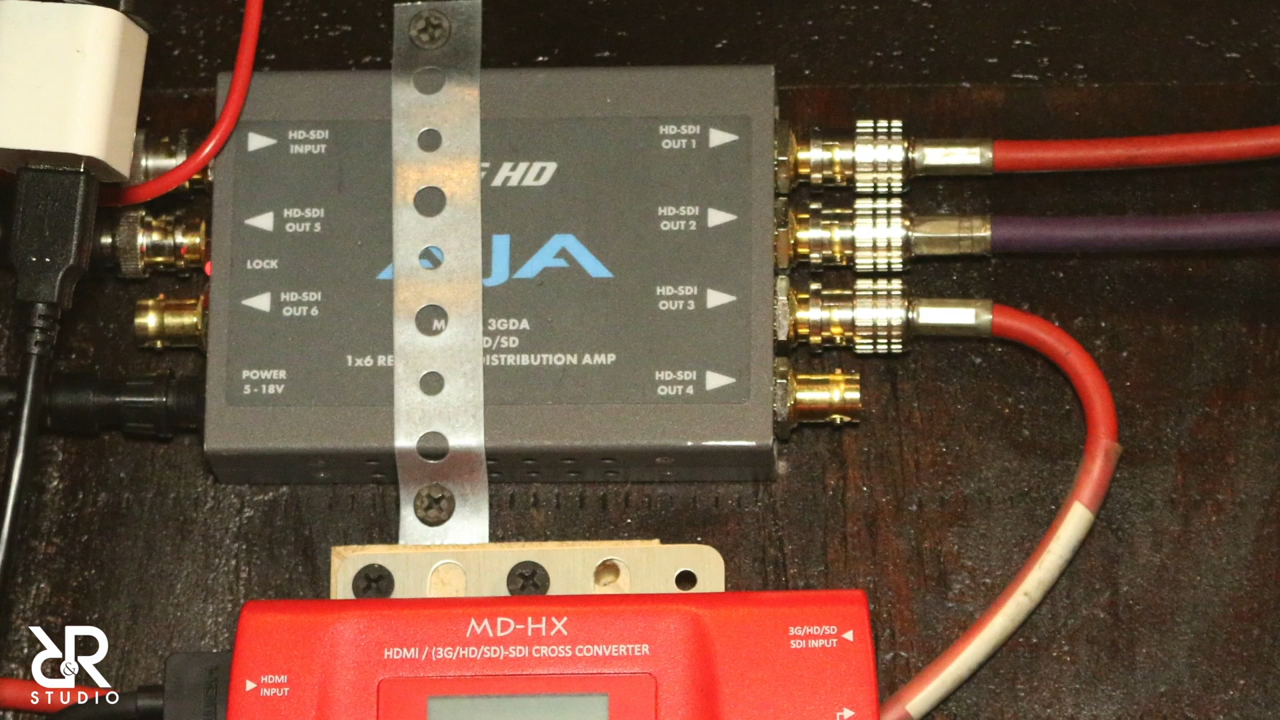 HD-SDI
INPUT
HD-SDI
OUT 5
LOCK
HD-SDI
OUT 6
POWER
5 - 18V
HD
AJA
3GDA
D/SD
1x6 RE DISTRIBUTION AMP
HD-SDI
OUT 1
HD-SDI
OUT 2
HD-SDI
OUT 3
HD-SDI
OUT 4
MD-HX
HDMI / (3G/HD/SD)-SDI CROSS CONVERTER
HDMI
INPUT
3G/HD/SD
SDI INPUT
R&R
STUDIO